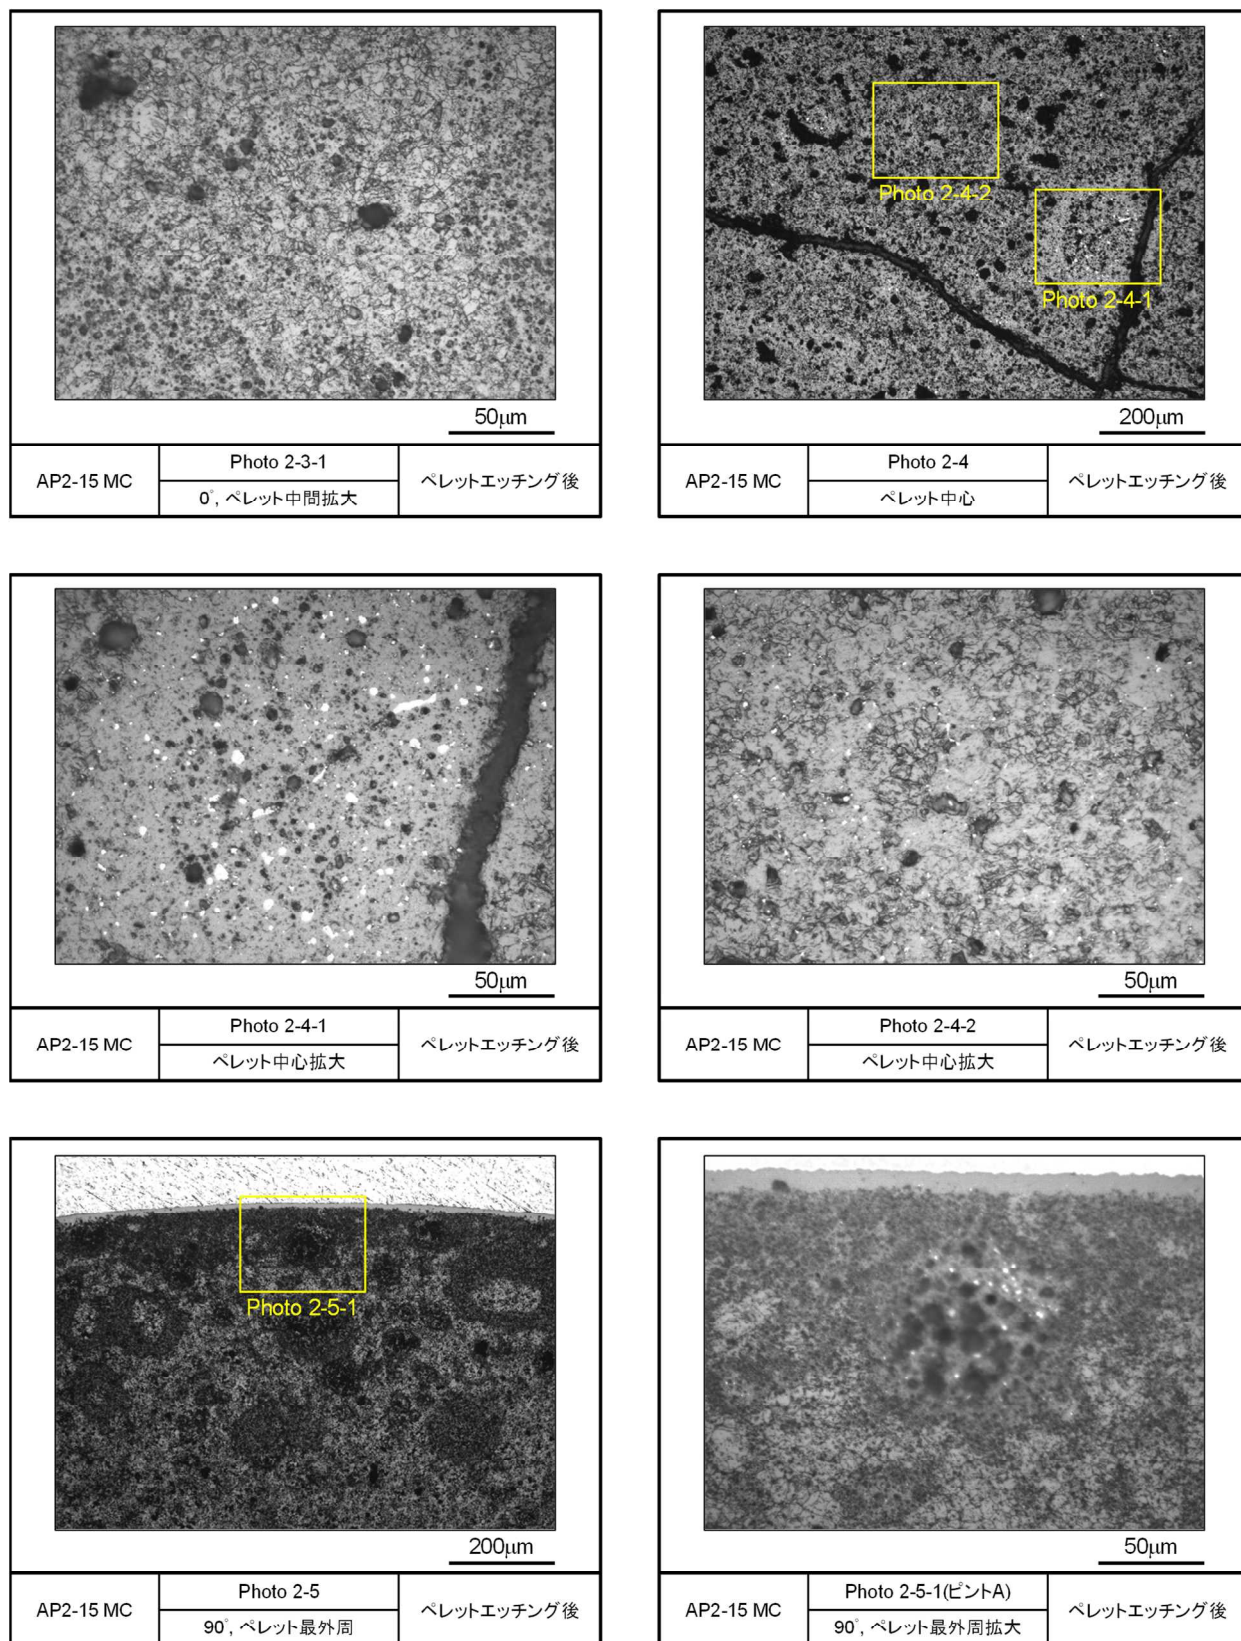 50μm
AP2-15 MC
Photo 2-3-1
0°, ペレット中間拡大
ペレットエッチング後
Photo 2-4-2
Photo 2-4-1
200μm
AP2-15 MC
Photo 2-4
ペレット中心
ペレットエッチング後
50μm
AP2-15 MC
Photo 2-4-1
ペレット中心拡大
ペレットエッチング後
50μm
AP2-15 MC
Photo 2-4-2
ペレット中心拡大
ペレットエッチング後
Photo 2-5-1
200μm
AP2-15 MC
Photo 2-5
90°, ペレット最外周
ペレットエッチング後
50μm
AP2-15 MC
Photo 2-5-1(ピントA)
90°, ペレット最外周拡大
ペレットエッチング後